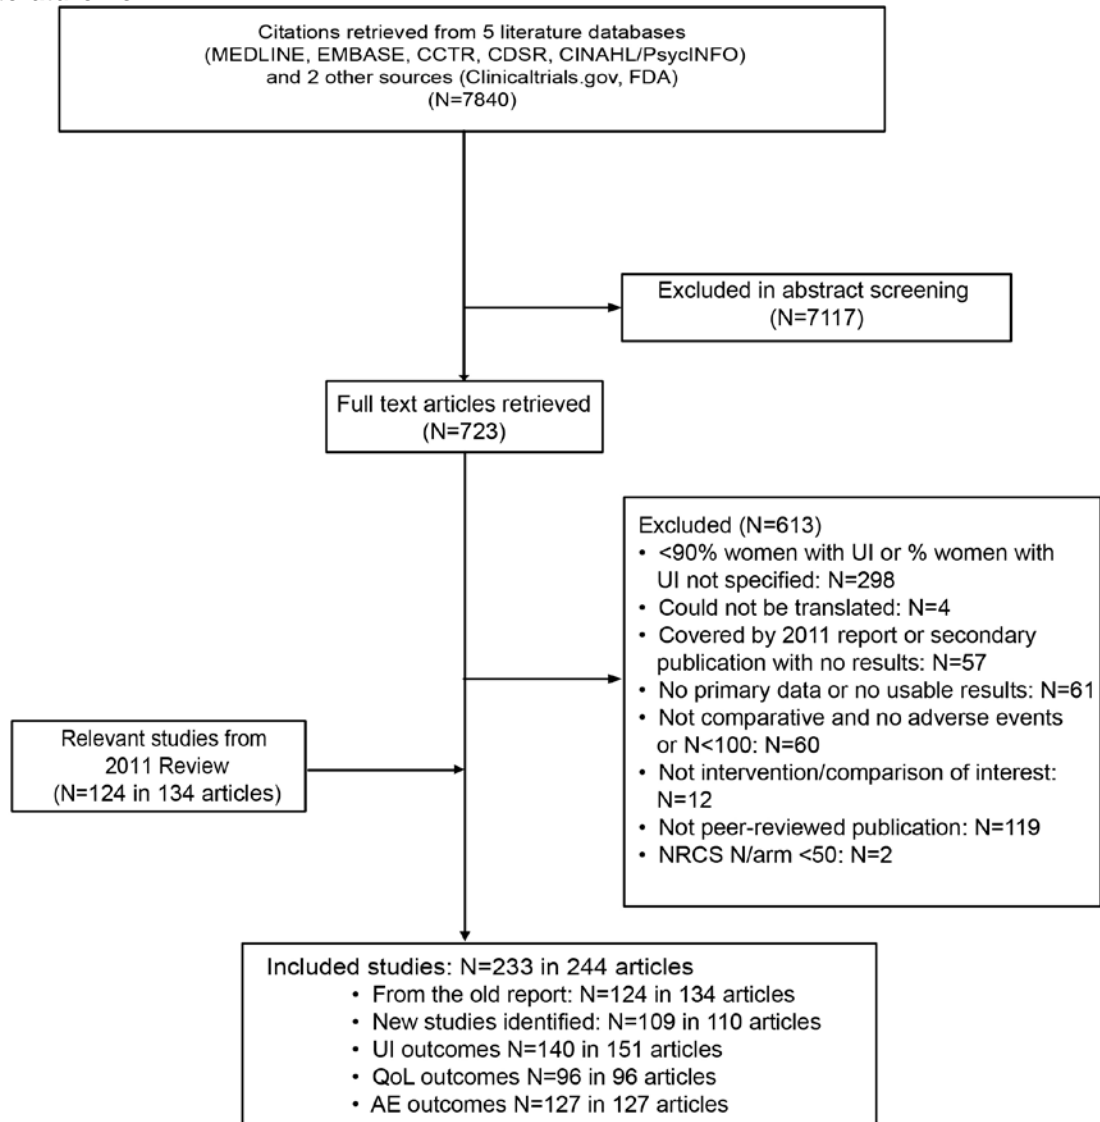 Citations retrieved from 5 literature databases
(MEDLINE, EMBASE, CCTR, CDSR, CINAHL/PsycINFO)
and 2 other sources (Clinicaltrials.gov, FDA)
(N=7840)
Excluded in abstract screening
(N=7117)
Full text articles retrieved
(N=723)
Excluded (N=613)
• <90% women with UI or % women with
UI not specified: N=298
• Could not be translated: N=4
• Covered by 2011 report or secondary
publication with no results: N=57
• No primary data or no usable results: N=61
• Not comparative and no adverse events
or N<100: N=60
• Not intervention/comparison of interest:
N=12
• Not peer-reviewed publication: N=119
• NRCS N/arm <50: N=2
Relevant studies from
2011 Review
(N=124 in 134 articles)
Included studies: N=233 in 244 articles
• From the old report: N=124 in 134 articles
• New studies identified: N=109 in 110 articles
• UI outcomes N=140 in 151 articles
• QoL outcomes N=96 in 96 articles
• AE outcomes N=127 in 127 articles